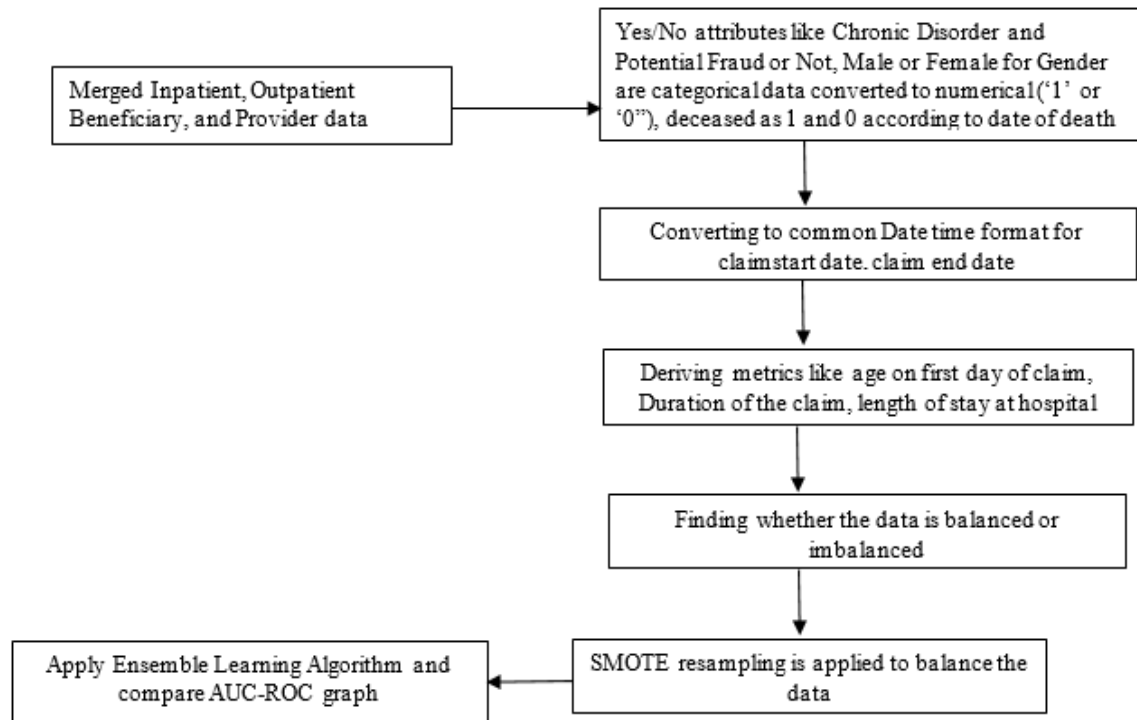 Merged Inpatient, Outpatient
Beneficiary, and Provider data
Yes/No attributes like Chronic Disorder and
Potential Fraud or Not, Male or Female for Gender
are categorical data converted to numerical (‘1’ or
‘0”), deceased as 1 and 0 according to date of death
Converting to common Date time format for
claimstart date. claim end date
Deriving metrics like age on first day of claim,
Duration of the claim, length of stay at hospital
Finding whether the data is balanced or
imbalanced
SMOTE resampling is applied to balance the
data
Apply Ensemble Learning Algorithm and
compare AUC-ROC graph